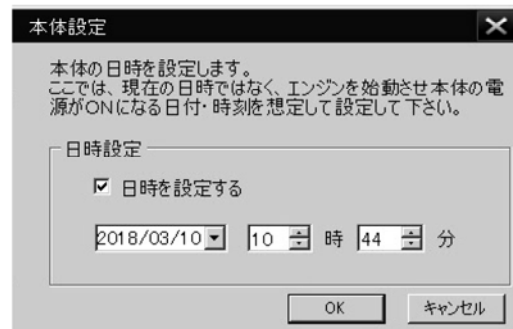 本体設定
本体の日時を設定します。
ここでは、現在の日時ではなく、エンジンを始動させ本体の電
源がONになる日付・時刻を想定して設定して下さい。
日時設定
日時を設定する
2018/03/10 10 時 44 分
OK キャンセル